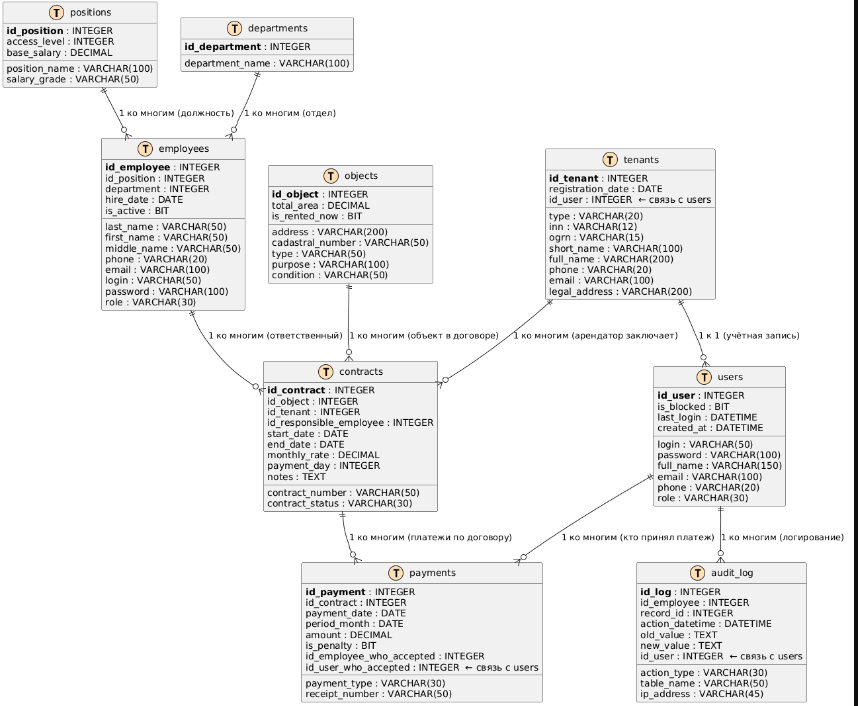 T positions
id_position : INTEGER
access_level : INTEGER
base_salary : DECIMAL
position_name : VARCHAR(100)
salary_grade : VARCHAR(50)
T departments
id_department : INTEGER
department_name : VARCHAR(100)
1 ко многим (должность)
1 ко многим (отдел)
T employees
id_employee : INTEGER
id_position : INTEGER
department : INTEGER
hire_date : DATE
is_active : BIT
last_name : VARCHAR(50)
first_name : VARCHAR(50)
middle_name : VARCHAR(50)
phone : VARCHAR(20)
email : VARCHAR(100)
login : VARCHAR(50)
password : VARCHAR(100)
role : VARCHAR(30)
T objects
id_object : INTEGER
total_area : DECIMAL
is_rented_now : BIT
address : VARCHAR(200)
cadastral_number : VARCHAR(50)
type : VARCHAR(50)
purpose : VARCHAR(100)
condition : VARCHAR(50)
T tenants
id_tenant : INTEGER
registration_date : DATE
id_user : INTEGER ← связь с users
type : VARCHAR(20)
inn : VARCHAR(12)
ogrn : VARCHAR(15)
short_name : VARCHAR(100)
full_name : VARCHAR(200)
phone : VARCHAR(20)
email : VARCHAR(100)
legal_address : VARCHAR(200)
1 ко многим (ответственный)
1 ко многим (объект в договоре)
1 ко многим (арендатор заключает)
1 к 1 (учётная запись)
T contracts
id_contract : INTEGER
id_object : INTEGER
id_tenant : INTEGER
id_responsible_employee : INTEGER
start_date : DATE
end_date : DATE
monthly_rate : DECIMAL
payment_day : INTEGER
notes : TEXT
contract_number : VARCHAR(50)
contract_status : VARCHAR(30)
T users
id_user : INTEGER
is_blocked : BIT
last_login : DATETIME
created_at : DATETIME
login : VARCHAR(50)
password : VARCHAR(100)
full_name : VARCHAR(150)
email : VARCHAR(100)
phone : VARCHAR(20)
role : VARCHAR(30)
1 ко многим (платежи по договору)
1 ко многим (кто принял платеж)
1 ко многим (логирование)
T payments
id_payment : INTEGER
id_contract : INTEGER
payment_date : DATE
period_month : DATE
amount : DECIMAL
is_penalty : BIT
id_employee_who_accepted : INTEGER
id_user_who_accepted : INTEGER ← связь с users
payment_type : VARCHAR(30)
receipt_number : VARCHAR(50)
T audit_log
id_log : INTEGER
id_employee : INTEGER
record_id : INTEGER
action_datetime : DATETIME
old_value : TEXT
new_value : TEXT
id_user : INTEGER ← связь с users
action_type : VARCHAR(30)
table_name : VARCHAR(50)
ip_address : VARCHAR(45)